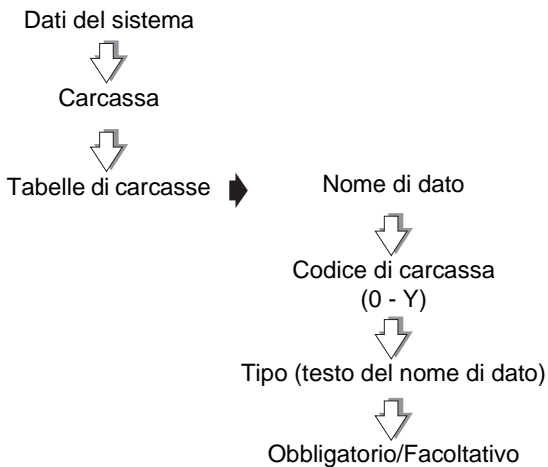 Dati del sistema
Carcassa
Tabelle di carcasse
Nome di dato
Codice di carcassa
(0 - Y)
Tipo (testo del nome di dato)
Obbligatorio/Facoltativo